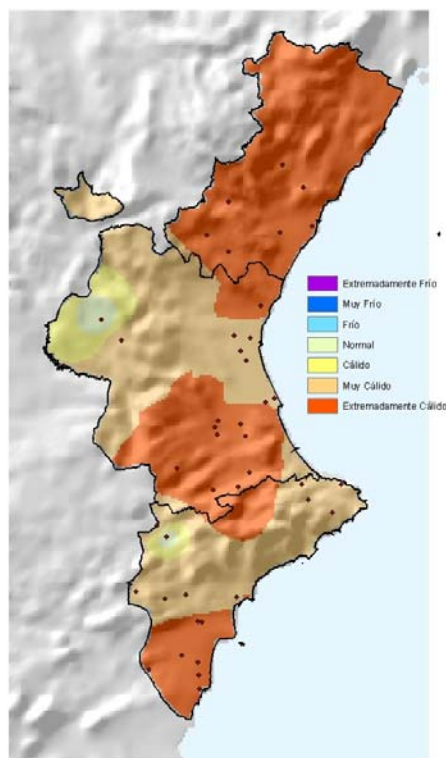 Extremadamente Frío
Muy Frío
Frío
Normal
Cálido
Muy Cálido
Extremadamente Cálido